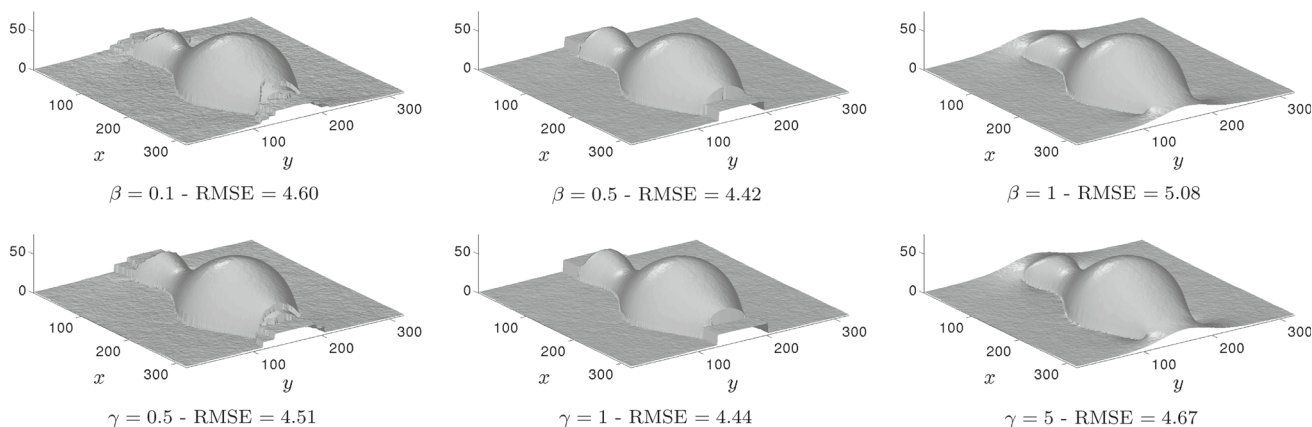 50
0
100
200
300
x
100
200
300
y
β = 0.1 - RMSE = 4.60
50
0
100
200
300
x
100
200
300
y
β = 0.5 - RMSE = 4.42
50
0
100
200
300
x
100
200
300
y
β = 1 - RMSE = 5.08
50
0
100
200
300
x
100
200
300
y
γ = 0.5 - RMSE = 4.51
50
0
100
200
300
x
100
200
300
y
γ = 1 - RMSE = 4.44
50
0
100
200
300
x
100
200
300
y
γ = 5 - RMSE = 4.67